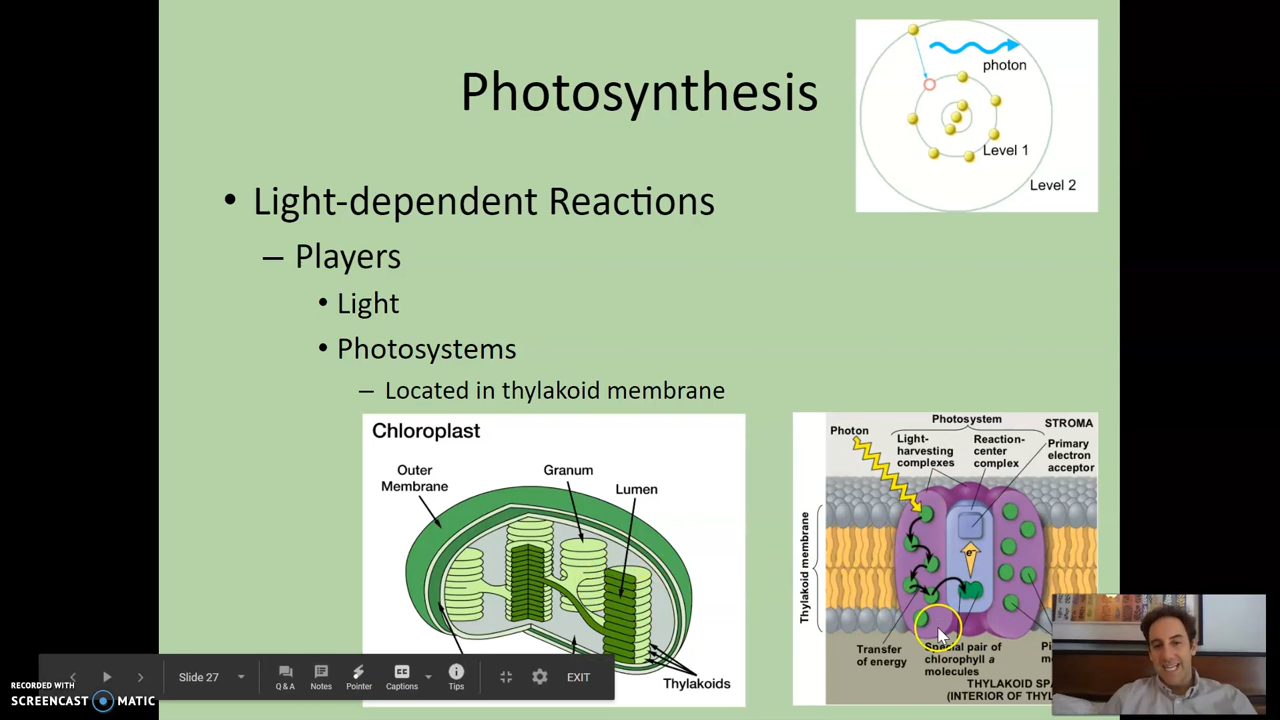 Photosynthesis
photon
Level 1
Level 2
• Light-dependent Reactions
– Players
• Light
• Photosystems
– Located in thylakoid membrane
Chloroplast
Outer
Membrane
Granum
Lumen
Thylakoids
Photosystem
STROMA
Photon
Light-
harvesting
complexes
Reaction-
center
complex
Primary
electron
acceptor
Thylakoid membrane
e-
Transfer
of energy
Special pair of
chlorophyll a
molecules
THYLAKOID
(INTERIOR OF
Slide 27
Q & A
Notes
Pointer
Captions
Tips
EXIT
RECORDED WITH
SCREENCAST MATIC